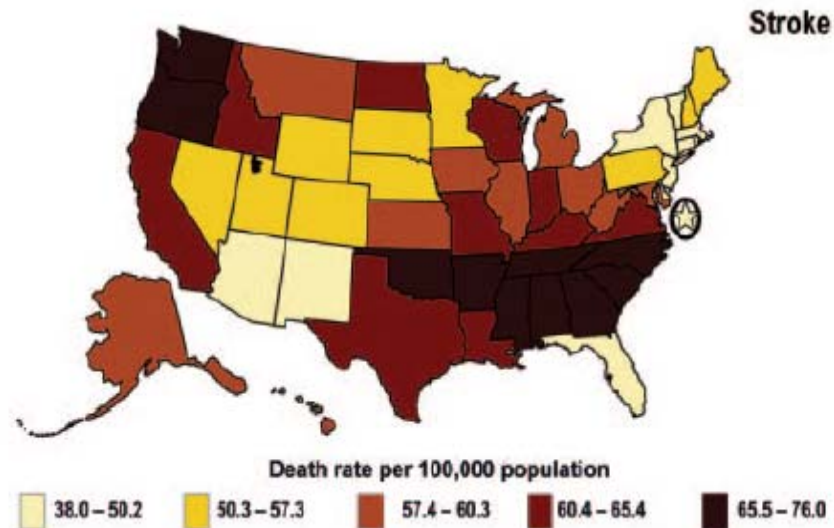 Stroke
Death rate per 100,000 population
38.0 – 50.2 50.3 – 57.3 57.4 – 60.3 60.4 – 65.4 65.5 – 76.0